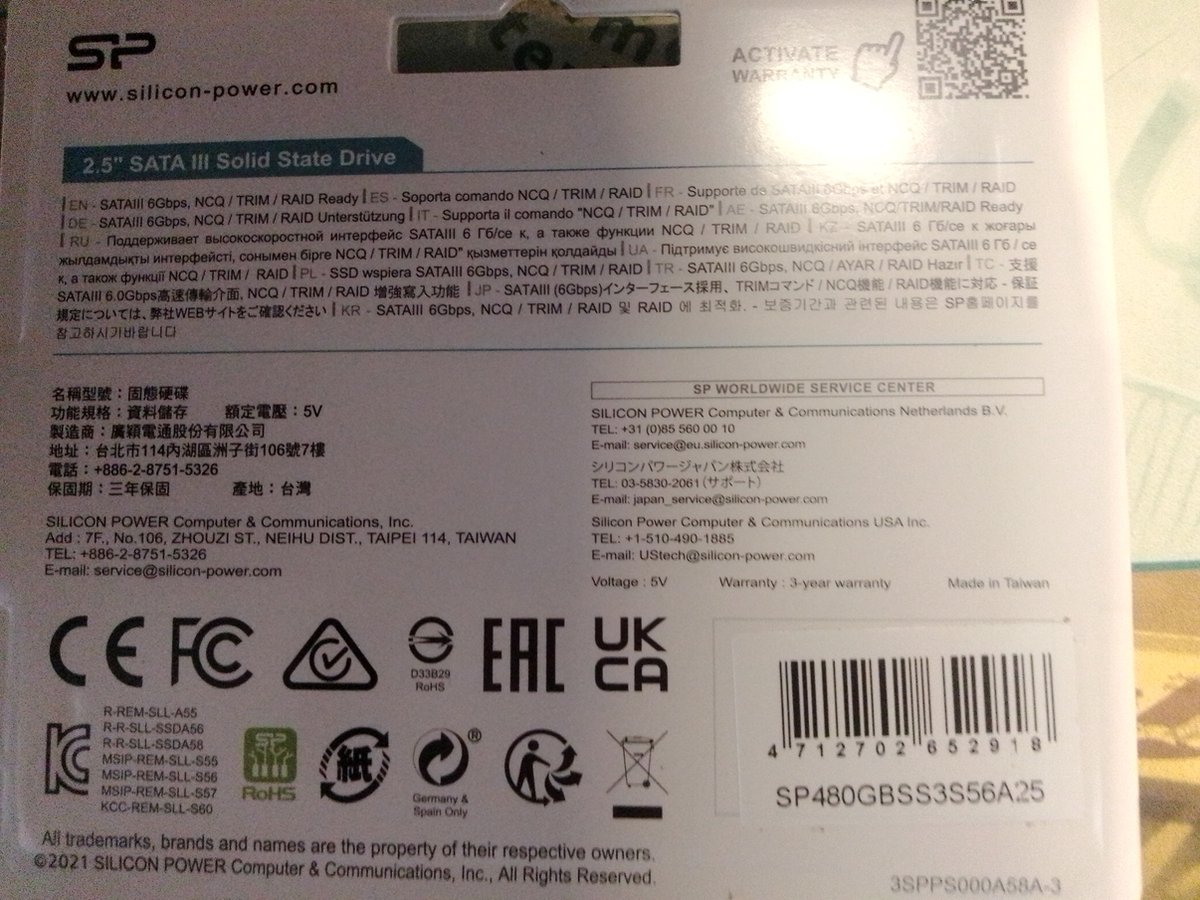 SP
www.silicon-power.com
ACTIVATE
WARRANTY
2.5" SATA III Solid State Drive
EN - SATAIII 6Gbps, NCQ / TRIM / RAID Ready | ES - Soporta comando NCQ / TRIM / RAID | FR - Supporte de SATAIII 6Gbps et NCQ / TRIM / RAID
DE - SATAIII 6Gbps, NCQ / TRIM / RAID Unterstützung | IT - Supporta il comando "NCQ / TRIM / RAID" | AE - SATAIII 6Gbps, NCQ/TRIM/RAID Ready
RU - Поддерживает высокоскоростной интерфейс SATAIII 6 Гб/се к, а также функции NCQ / TRIM / RAID | KZ - SATAIII 6 Гб/се к жоғары
жылдамдықты интерфейсті, сонымен бірге NCQ / TRIM / RAID" қызметтерін қолдайды | UA - Підтримує високошвидкісний інтерфейс SATAIII 6 Гб / се
к, а також функції NCQ / TRIM / RAID | PL - SSD wspiera SATAIII 6Gbps, NCQ / TRIM / RAID | TR - SATAIII 6Gbps, NCQ / AYAR / RAID Hazır | TC - 支援
SATAIII 6.0Gbps高速傳輸介面, NCQ / TRIM / RAID 增強寫入功能 | JP - SATAIII (6Gbps)インターフェース採用、TRIMコマンド / NCQ機能 / RAID機能に対応 - 保証
規定については、弊社WEBサイトをご確認ください | KR - SATAIII 6Gbps, NCQ / TRIM / RAID 및 RAID 에 최적화. - 보증기간과 관련된 내용은 SP홈페이지를
참고하시기바랍니다
名稱型號：固態硬碟
功能規格：資料儲存 額定電壓：5V
製造商：廣穎電通股份有限公司
地址：台北市114內湖區洲子街106號7樓
電話：+886-2-8751-5326
保固期：三年保固 產地：台灣
SILICON POWER Computer & Communications, Inc.
Add : 7F., No.106, ZHOUZI ST., NEIHU DIST., TAIPEI 114, TAIWAN
TEL: +886-2-8751-5326
E-mail: service@silicon-power.com
SP WORLDWIDE SERVICE CENTER
SILICON POWER Computer & Communications Netherlands B.V.
TEL: +31 (0)85 560 00 10
E-mail: service@eu.silicon-power.com
シリコンパワージャパン株式会社
TEL: 03-5830-2061 (サポート)
E-mail: japan_service@silicon-power.com
Silicon Power Computer & Communications USA Inc.
TEL: +1-510-490-1885
E-mail: UStech@silicon-power.com
Voltage : 5V Warranty : 3-year warranty Made in Taiwan
CE FC
D33B29
RoHS
EAC
UK
CA
KC
R-REM-SLL-A55
R-R-SLL-SSDA56
R-R-SLL-SSDA58
MSIP-REM-SLL-S55
MSIP-REM-SLL-S56
MSIP-REM-SLL-S57
KCC-REM-SLL-S60
SP
RoHS
紙
®
Germany &
Spain Only
4 712702 652918
SP480GBSS3S56A25
All trademarks, brands and names are the property of their respective owners.
©2021 SILICON POWER Computer & Communications, Inc., All Rights Reserved.
3SPPS000A58A-3